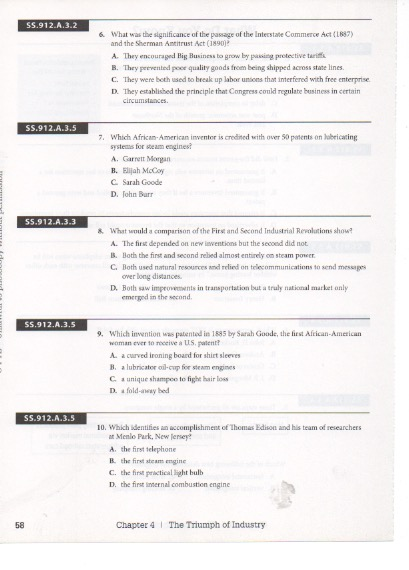 SS.912.A.3.2
6. What was the significance of the passage of the Interstate Commerce Act (1887)
and the Sherman Antitrust Act (1890)?
A. They encouraged Big Business to grow by passing protective tariffs.
B. They prevented poor-quality goods from being shipped across state lines.
C. They were both used to break up labor unions that interfered with free enterprise.
D. They established the principle that Congress could regulate business in certain
circumstances.
SS.912.A.3.5
7. Which African-American inventor is credited with over 50 patents on lubricating
systems for steam engines?
A. Garrett Morgan
B. Elijah McCoy
C. Sarah Goode
D. John Burr
SS.912.A.3.3
8. What would a comparison of the First and Second Industrial Revolutions show?
A. The first depended on new inventions but the second did not.
B. Both the first and second relied almost entirely on steam power.
C. Both used natural resources and relied on telecommunications to send messages
over long distances.
D. Both saw improvements in transportation but a truly national market only
emerged in the second.
SS.912.A.3.5
9. Which invention was patented in 1885 by Sarah Goode, the first African-American
woman ever to receive a U.S. patent?
A. a curved ironing board for shirt sleeves
B. a lubricator oil-cup for steam engines
C. a unique shampoo to fight hair loss
D. a fold-away bed
SS.912.A.3.5
10. Which identifies an accomplishment of Thomas Edison and his team of researchers
at Menlo Park, New Jersey?
A. the first telephone
B. the first steam engine
C. the first practical light bulb
D. the first internal combustion engine
58 Chapter 4 | The Triumph of Industry